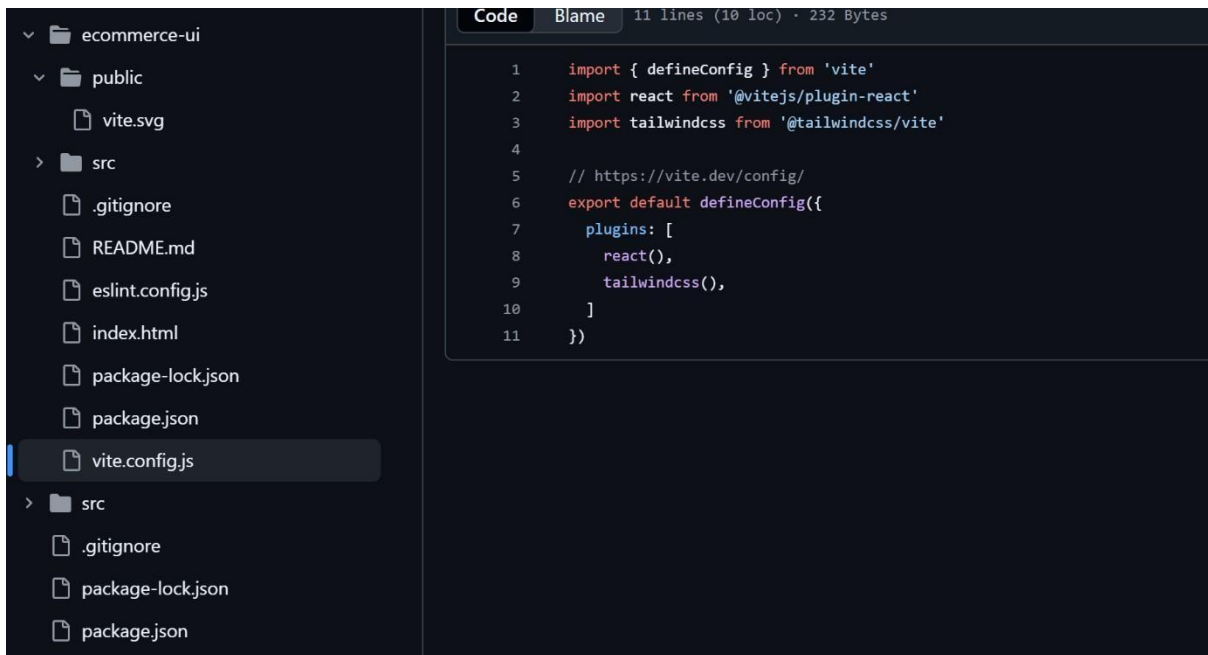 ecommerce-ui
public
vite.svg
src
.gitignore
README.md
eslint.config.js
index.html
package-lock.json
package.json
vite.config.js
src
.gitignore
package-lock.json
package.json
Code Blame 11 lines (10 loc) · 232 Bytes
1 import { defineConfig } from 'vite'
2 import react from '@vitejs/plugin-react'
3 import tailwindcss from '@tailwindcss/vite'
4
5 // https://vite.dev/config/
6 export default defineConfig({
7   plugins: [
8     react(),
9     tailwindcss(),
10   ]
11 })